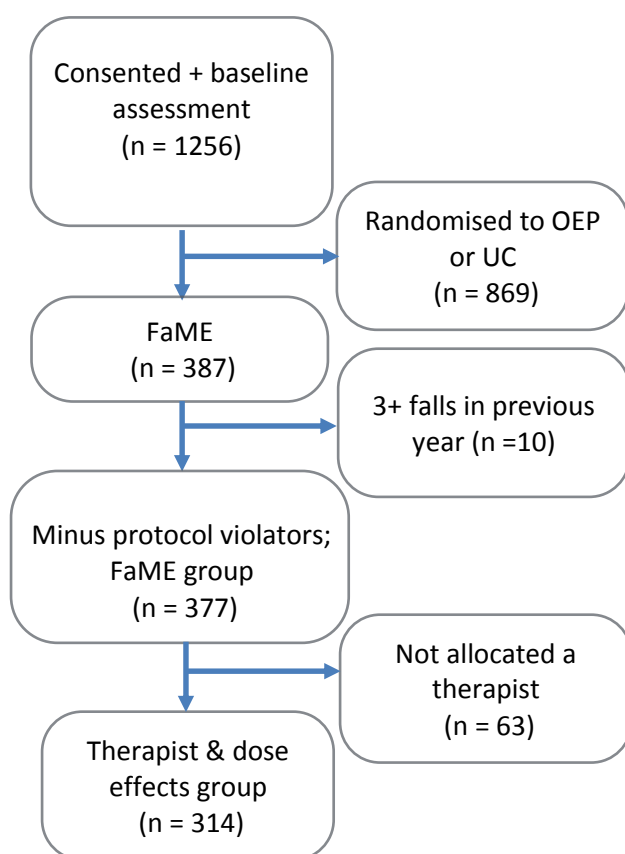 Consented + baseline
assessment
(n = 1256)
Randomised to OEP
or UC
(n = 869)
FaME
(n = 387)
3+ falls in previous
year (n =10)
Minus protocol violators;
FaME group
(n = 377)
Not allocated a
therapist
(n = 63)
Therapist & dose
effects group
(n = 314)